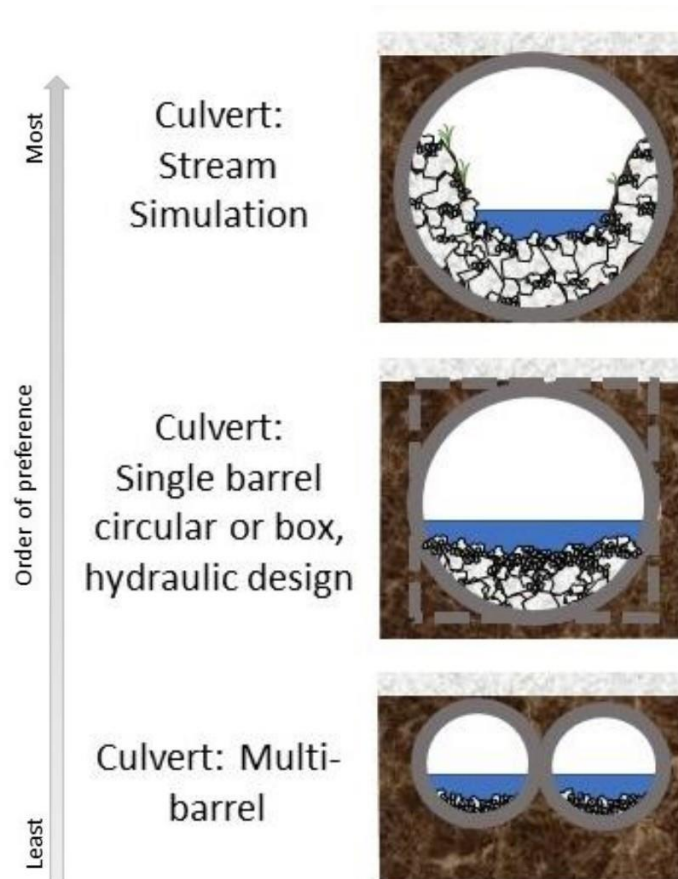 Most
Order of preference
Least
Culvert:
Stream
Simulation
Culvert:
Single barrel
circular or box,
hydraulic design
Culvert: Multi-
barrel